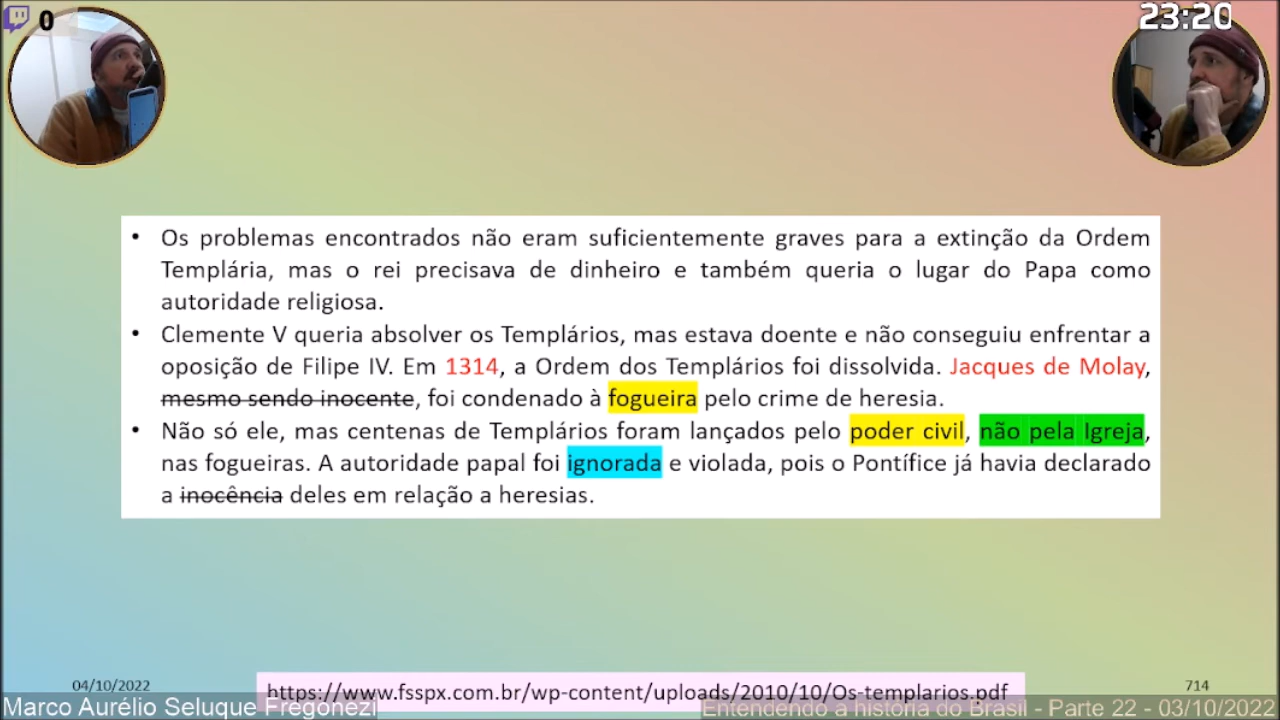 0
23:20
• Os problemas encontrados não eram suficientemente graves para a extinção da Ordem
Templária, mas o rei precisava de dinheiro e também queria o lugar do Papa como
autoridade religiosa.
• Clemente V queria absolver os Templários, mas estava doente e não conseguiu enfrentar a
oposição de Filipe IV. Em 1314, a Ordem dos Templários foi dissolvida. Jacques de Molay,
mesmo sendo inocente, foi condenado à fogueira pelo crime de heresia.
• Não só ele, mas centenas de Templários foram lançados pelo poder civil, não pela Igreja,
nas fogueiras. A autoridade papal foi ignorada e violada, pois o Pontífice já havia declarado
a inocência deles em relação a heresias.
04/10/2022
https://www.fsspx.com.br/wp-content/uploads/2010/10/Os-templarios.pdf
714
Marco Aurélio Seluque Fregonezi
Entendendo a história do Brasil - Parte 22 - 03/10/2022